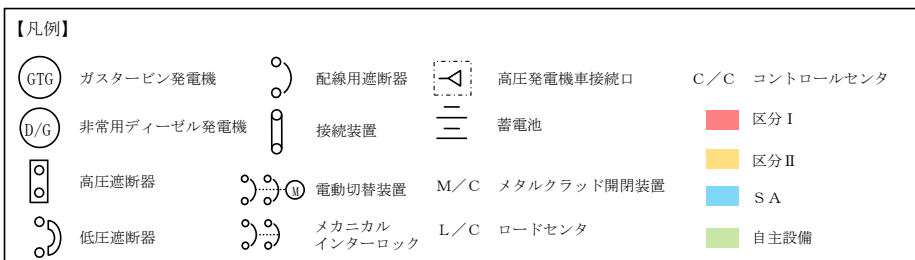 【凡例】
GTG ガスタービン発電機 配線用遮断器 高圧発電機車接続口 C／C コントロールセンタ
D/G 非常用ディーゼル発電機 接続装置 蓄電池 区分Ⅰ
区分Ⅱ
高圧遮断器 M 電動切替装置 M／C メタルクラッド開閉装置 ＳＡ
低圧遮断器 メカニカル
インターロック L／C ロードセンタ 自主設備